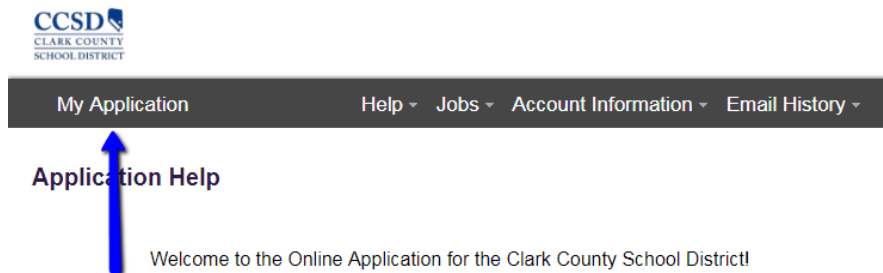 CCSD
CLARK COUNTY
SCHOOL DISTRICT
My Application Help Jobs Account Information Email History
Application Help
Welcome to the Online Application for the Clark County School District!